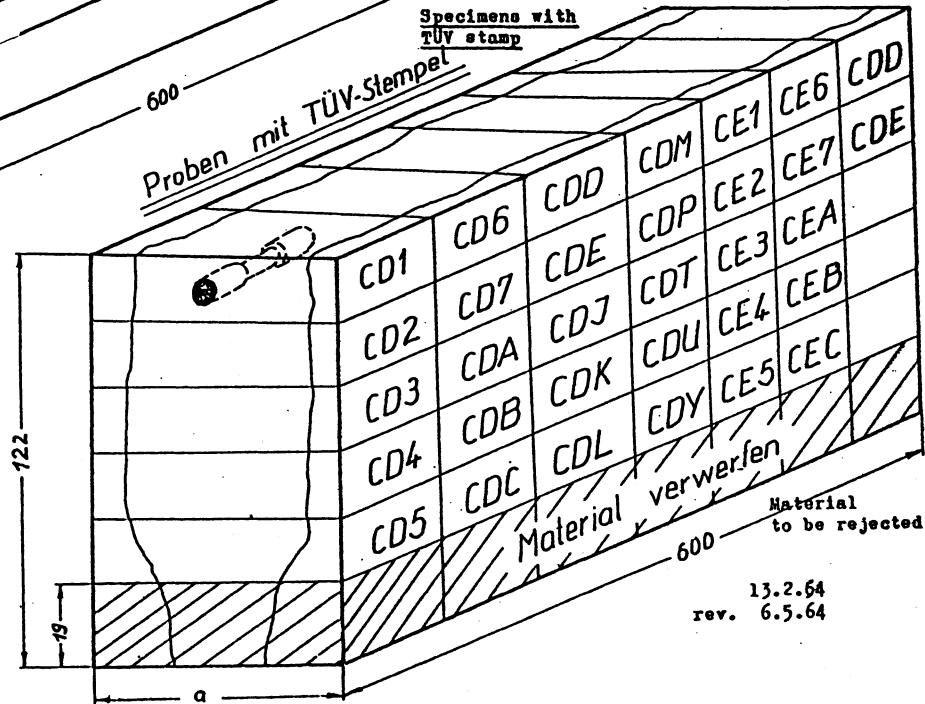 Specimens with
TÜV stamp
600
Proben mit TÜV-Stempel
CD1 CD6 CDD CDM CE1 CE6 CDD
CD2 CD7 CDE CDP CE2 CE7 CDE
CD3 CDA CDJ CDT CE3 CEA
CD4 CDB CDK CDU CE4 CEB
CD5 CDC CDL CDY CE5 CEC
122
19
a
Material verwerfen
Material
to be rejected
600
13.2.64
rev. 6.5.64